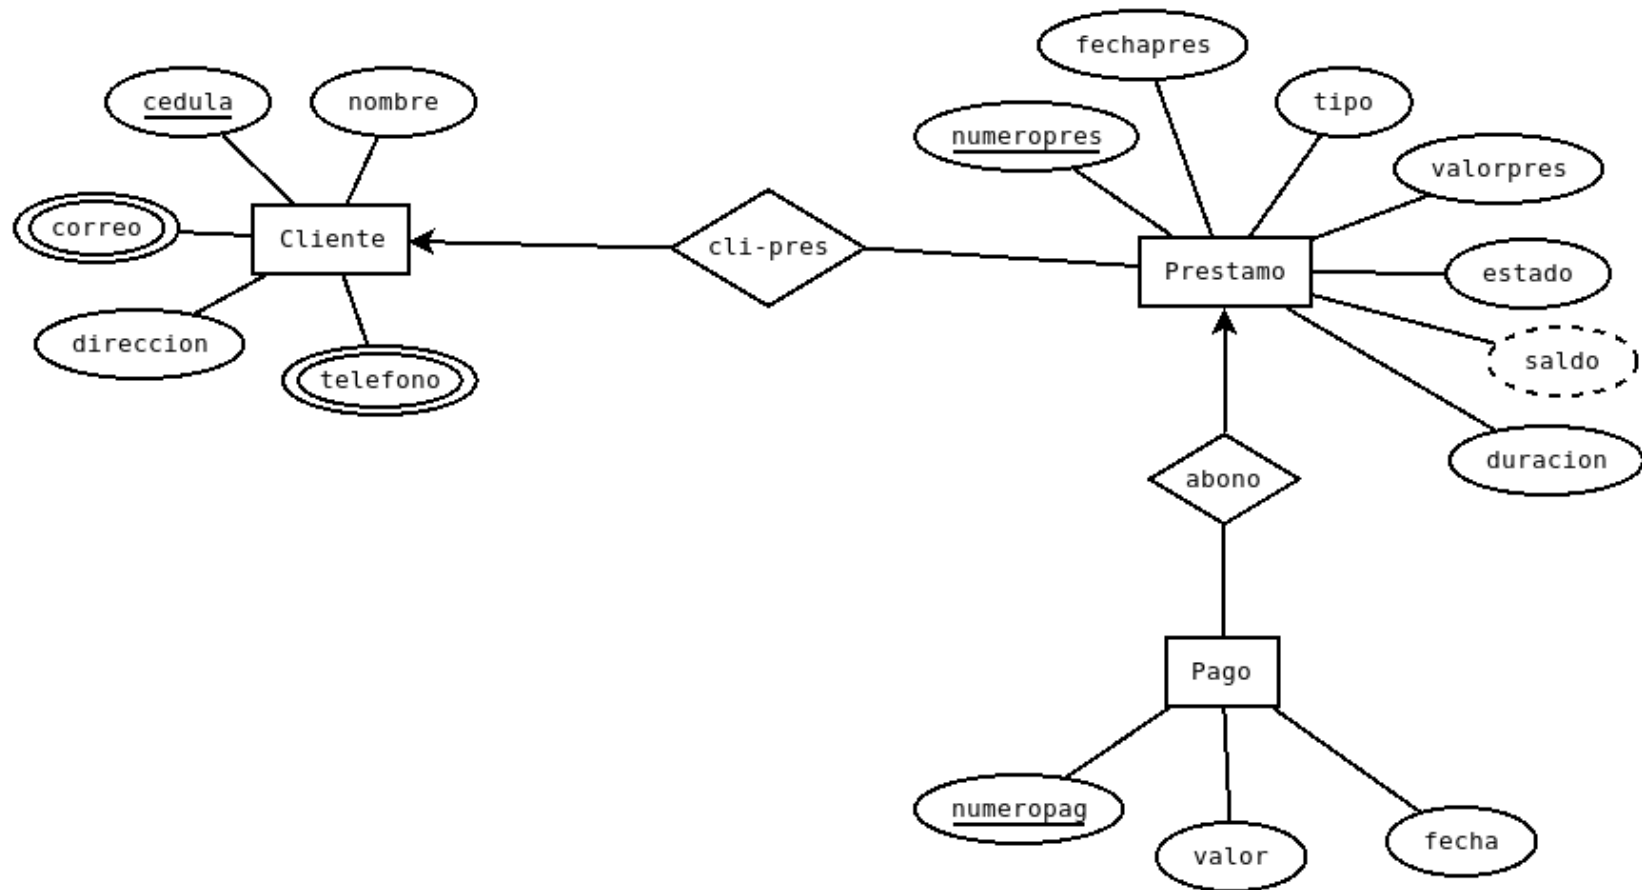 fechapres
cedula
nombre
tipo
numeropres
valorpres
correo
Cliente
cli-pres
Prestamo
estado
direccion
saldo
telefono
duracion
abono
Pago
numeropag
valor
fecha